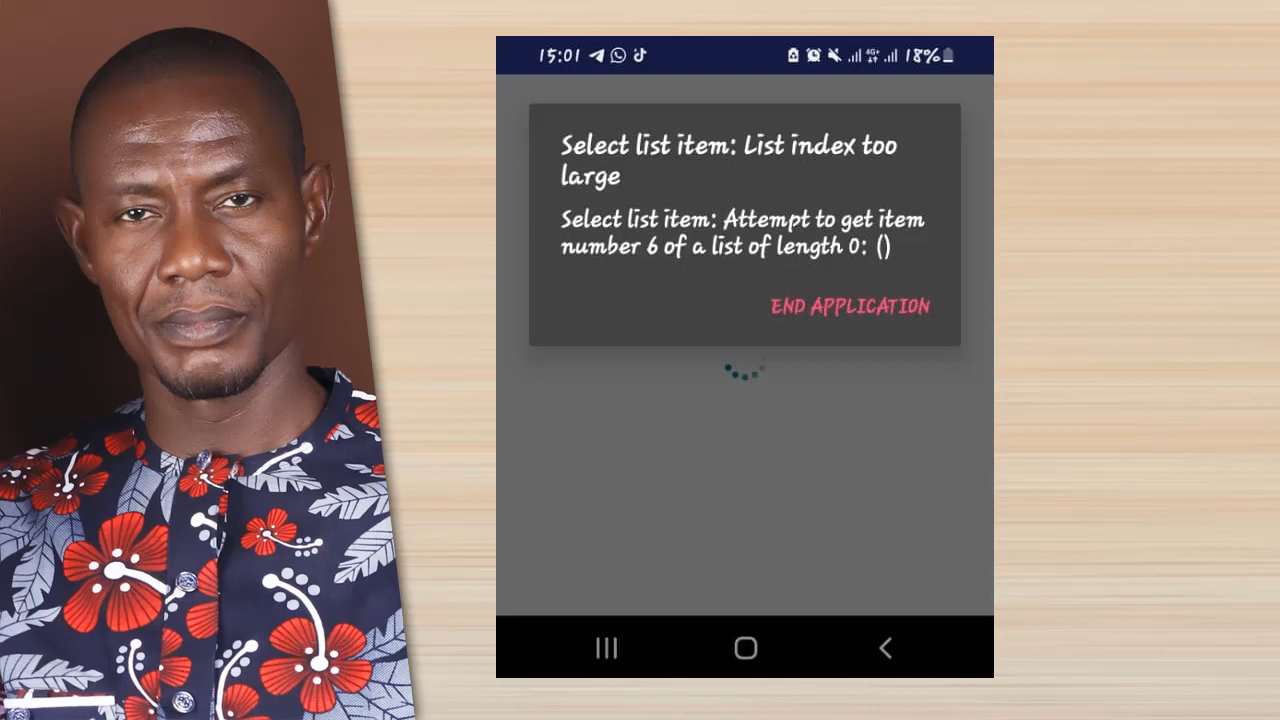 15:01 4G+ 18%
Select list item: List index too
large
Select list item: Attempt to get item
number 6 of a list of length 0: ()
END APPLICATION